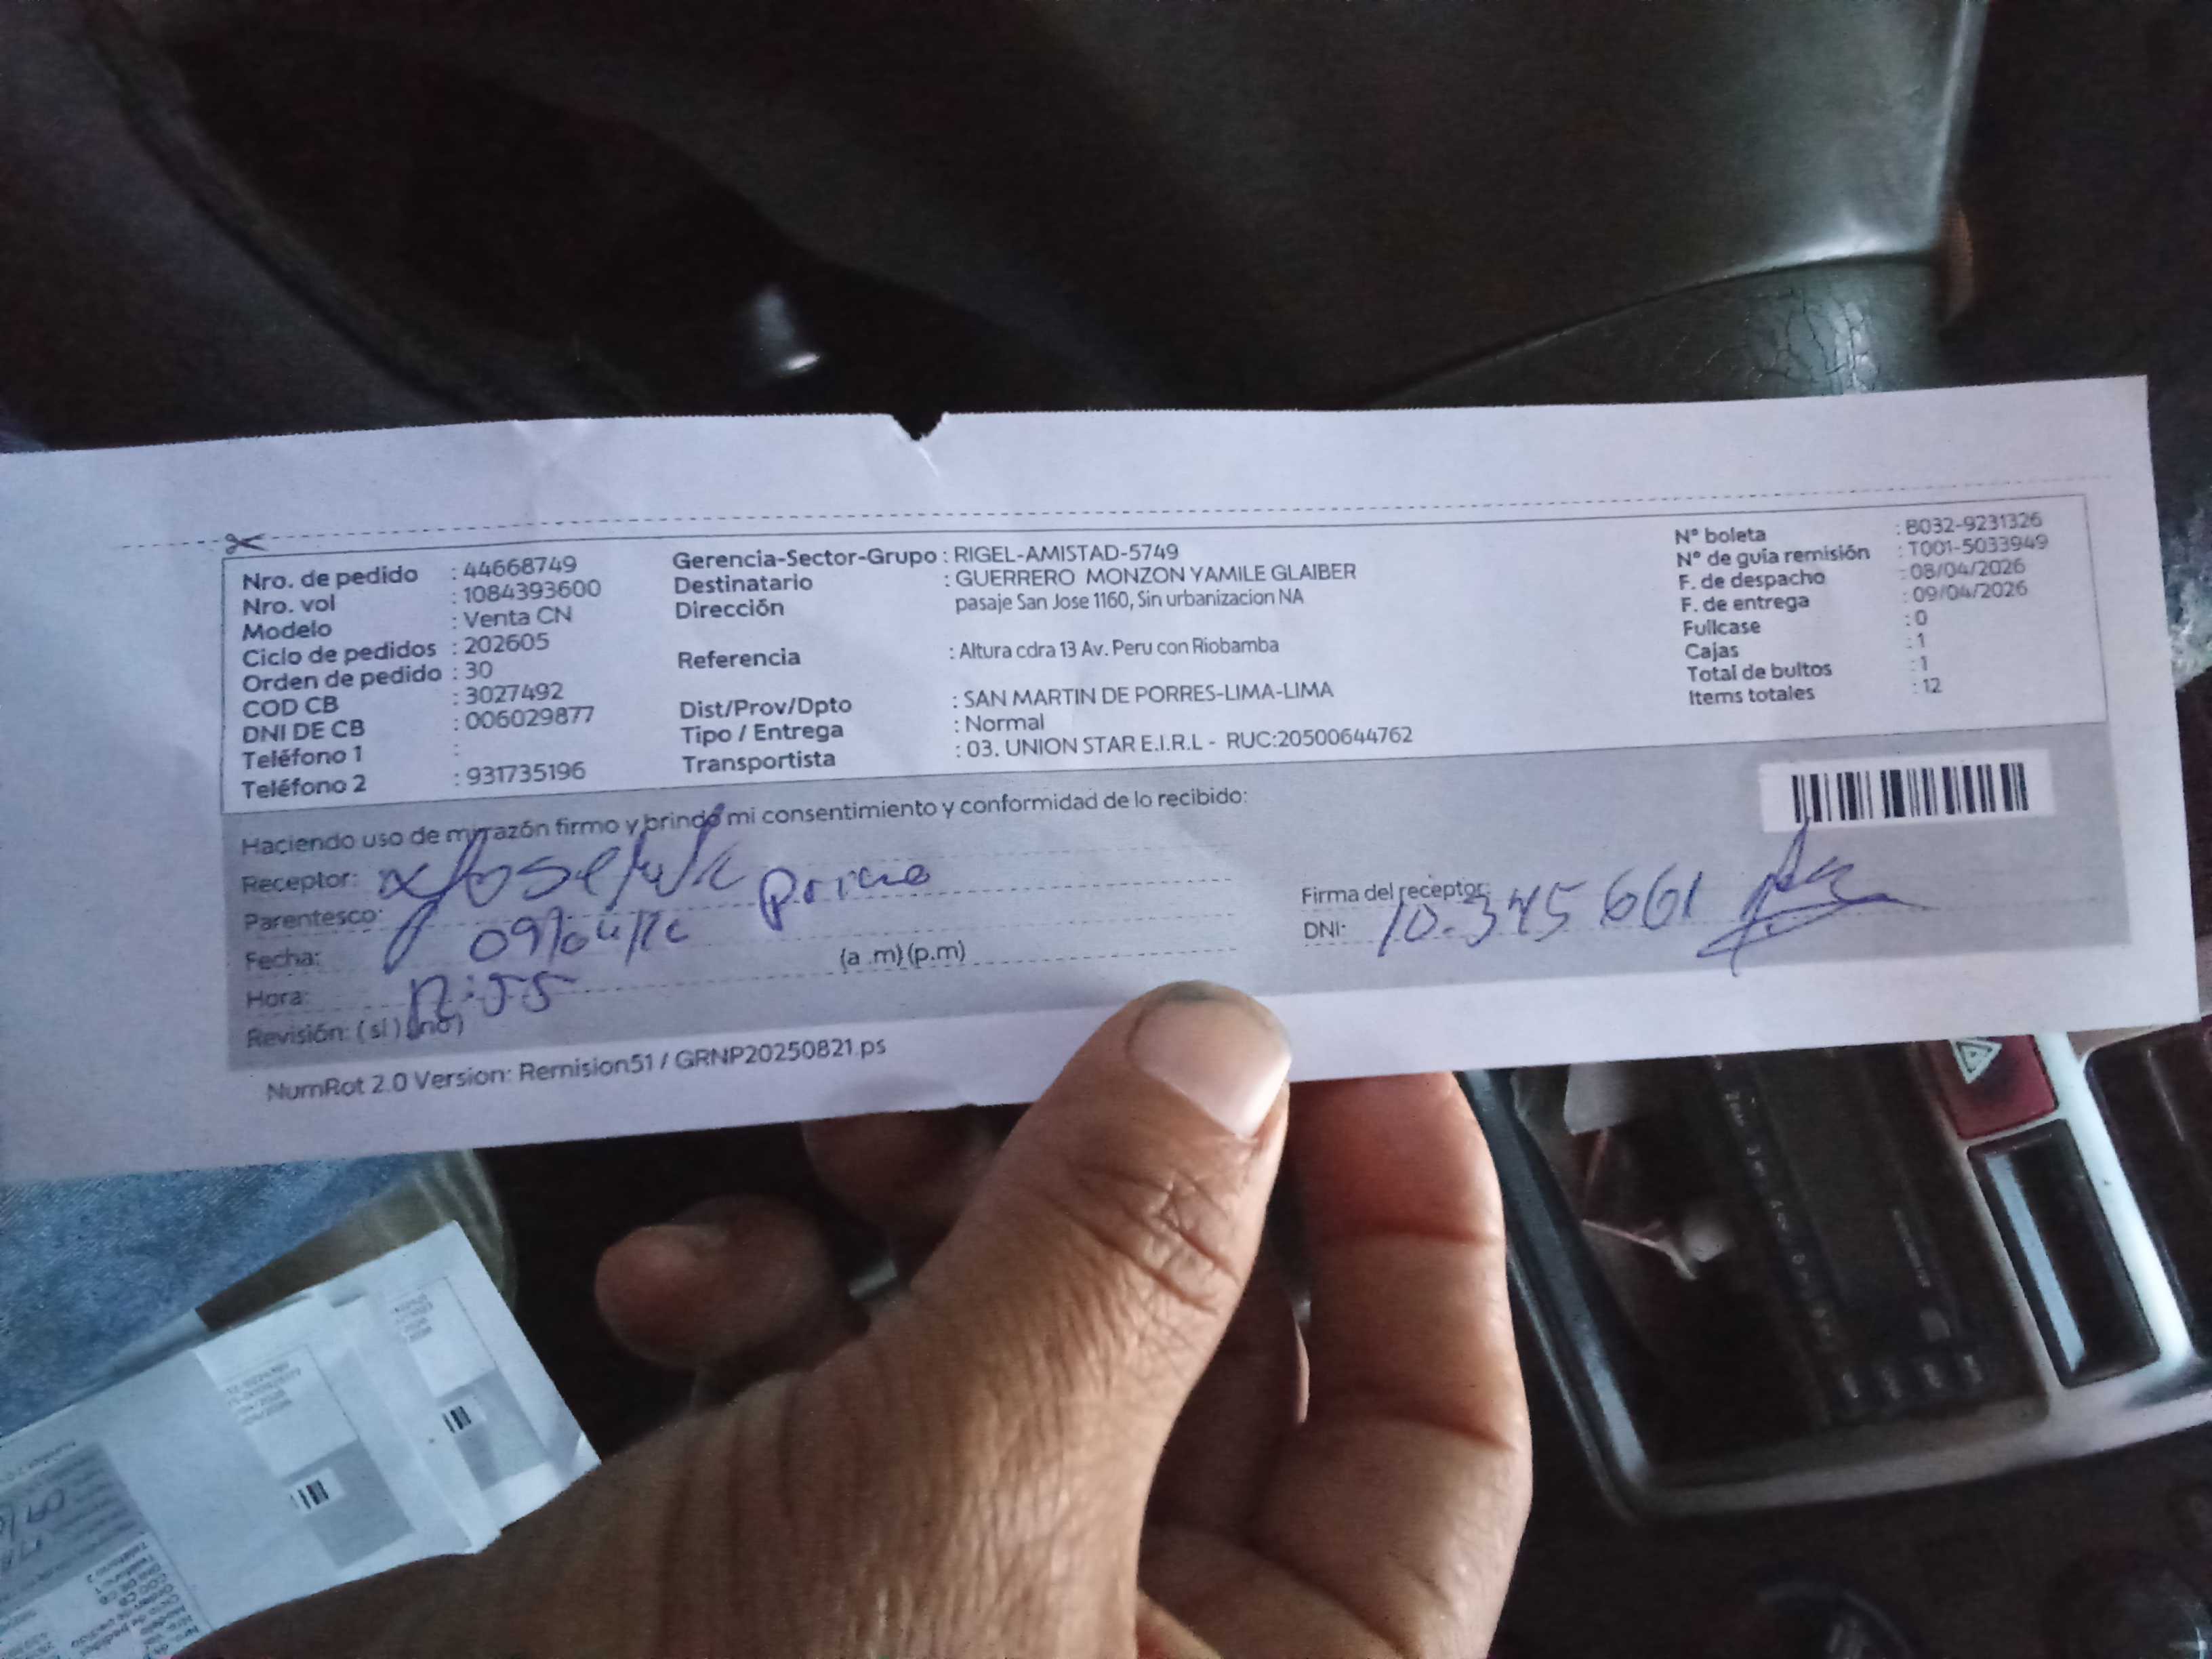 Nro. de pedido : 44668749
Nro. vol : 1084393600
Modelo : Venta CN
Ciclo de pedidos : 202605
Orden de pedido : 30
COD CB : 3027492
DNI DE CB : 006029877
Teléfono 1 :
Teléfono 2 : 931735196
Gerencia-Sector-Grupo : RIGEL-AMISTAD-5749
Destinatario : GUERRERO MONZON YAMILE GLAIBER
Dirección pasaje San Jose 1160, Sin urbanizacion NA
Referencia : Altura cdra 13 Av. Peru con Riobamba
Dist/Prov/Dpto : SAN MARTIN DE PORRES-LIMA-LIMA
Tipo / Entrega : Normal
Transportista : 03. UNION STAR E.I.R.L - RUC:20500644762
N° boleta : B032-9231326
N° de guía remisión : T001-5033949
F. de despacho : 08/04/2026
F. de entrega : 09/04/2026
Fullcase : 0
Cajas : 1
Total de bultos : 1
Items totales : 12
Haciendo uso de mi razón firmo y brindo mi consentimiento y conformidad de lo recibido:
Receptor:
Parentesco: primo
Fecha:
Hora: (a .m) (p.m)
Revisión: (si) (no)
Firma del receptor:
DNI: 10.345661
NumRot 2.0 Version: Remision51 / GRNP20250821.ps